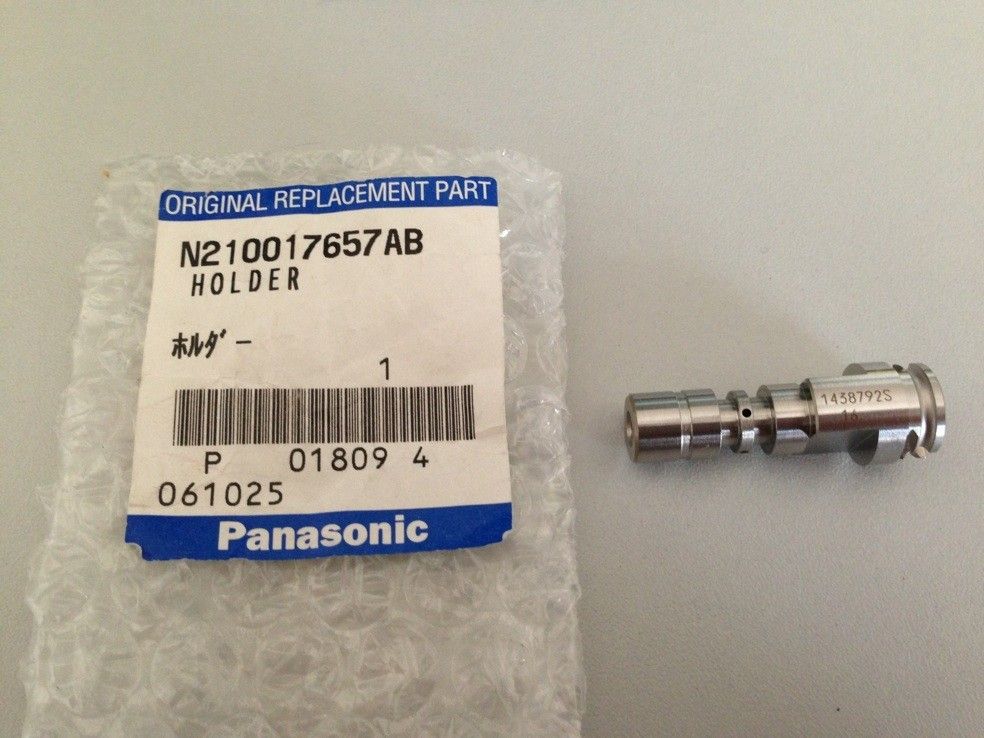 ORIGINAL REPLACEMENT PART
N210017657AB
HOLDER
ホルダー
1
P 01809 4
061025
Panasonic
1438792S
16